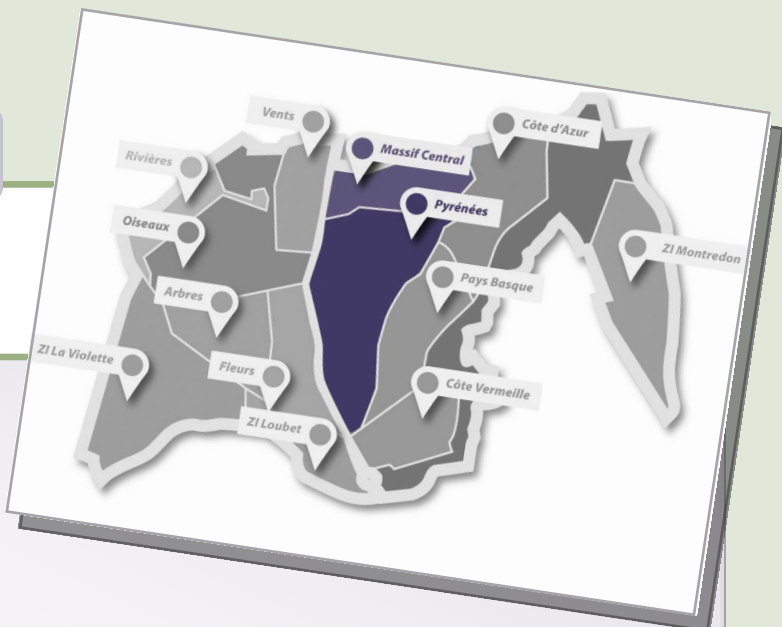 Vents
Côte d'Azur
Massif Central
Rivières
Pyrénées
Oiseaux
ZI Montredon
Pays Basque
Arbres
ZI La Violette
Fleurs
Côte Vermeille
ZI Loubet